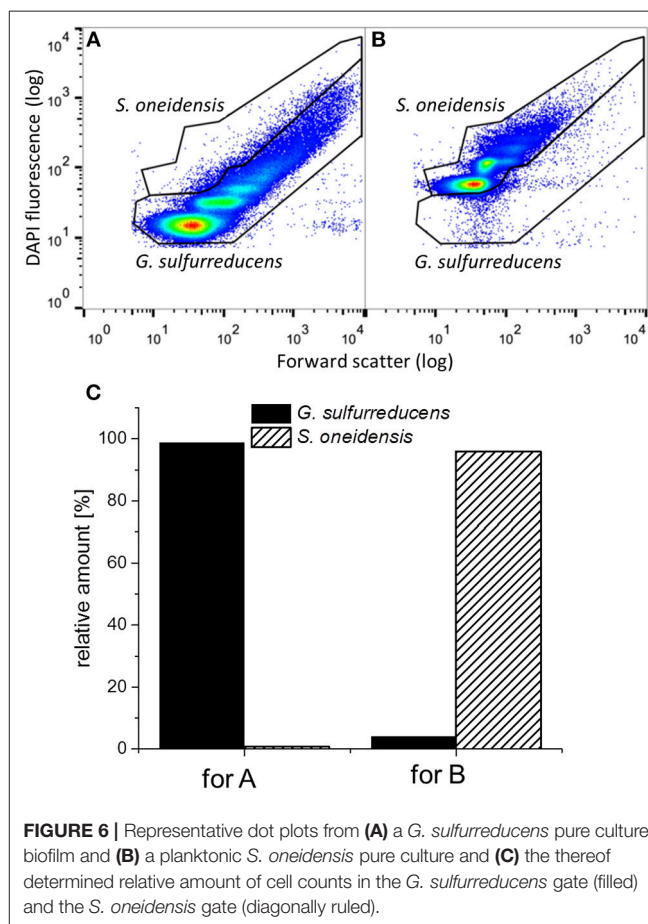 A
B
DAPI fluorescence (log)
10⁴
10³
10²
10¹
10⁰
S. oneidensis
G. sulfurreducens
G. sulfurreducens
10⁰ 10¹ 10² 10³ 10⁴
10⁰ 10¹ 10² 10³ 10⁴
Forward scatter (log)
C
G. sulfurreducens
S. oneidensis
relative amount [%]
100
80
60
40
20
0
for A
for B
FIGURE 6 | Representative dot plots from (A) a G. sulfurreducens pure culture
biofilm and (B) a planktonic S. oneidensis pure culture and (C) the thereof
determined relative amount of cell counts in the G. sulfurreducens gate (filled)
and the S. oneidensis gate (diagonally ruled).
S. oneidensis